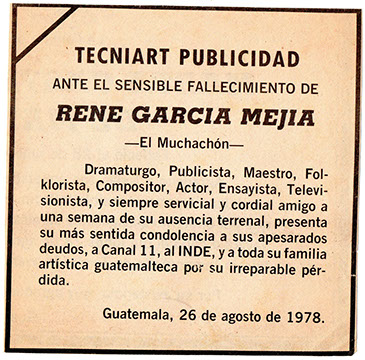 TECNIART PUBLICIDAD
ANTE EL SENSIBLE FALLECIMIENTO DE
RENE GARCIA MEJIA
—El Muchachón—
Dramaturgo, Publicista, Maestro, Fol-
klorista, Compositor, Actor, Ensayista, Televi-
sionista, y siempre servicial y cordial amigo a
una semana de su ausencia terrenal, presenta
su más sentida condolencia a sus apesarados
deudos, a Canal 11, al INDE, y a toda su familia
artística guatemalteca por su irreparable pér-
dida.
Guatemala, 26 de agosto de 1978.